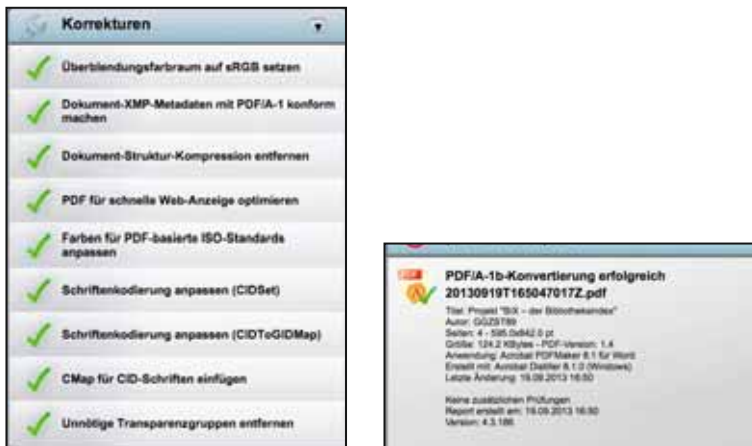 Korrekturen
Überblendungsfarbraum auf sRGB setzen
Dokument-XMP-Metadaten mit PDF/A-1 konform
machen
Dokument-Struktur-Kompression entfernen
PDF für schnelle Web-Anzeige optimieren
Farben für PDF-basierte ISO-Standards
anpassen
Schriftenkodierung anpassen (CIDSet)
Schriftenkodierung anpassen (CIDToGIDMap)
CMap für CID-Schriften einfügen
Unnötige Transparenzgruppen entfernen
PDF/A-1b-Konvertierung erfolgreich
20130919T165047017Z.pdf
Titel: Projekt "BIX – der Bibliotheksindex"
Autor: GGZST89
Seiten: 4 - 595.0x842.0 pt
Größe: 124.2 KBytes - PDF-Version: 1.4
Anwendung: Acrobat PDFMaker 8.1 für Word
Erstellt mit: Acrobat Distiller 8.1.0 (Windows)
Letzte Änderung: 19.09.2013 16:50
Keine zusätzlichen Prüfungen
Report erstellt am: 19.09.2013 16:50
Version: 4.3.186